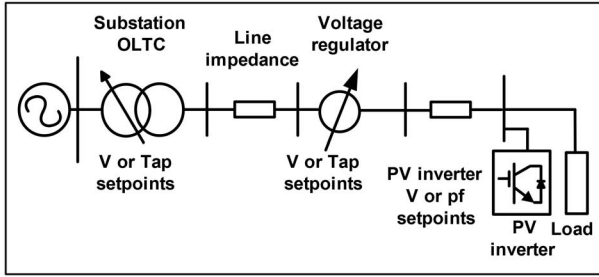 Substation
OLTC
Line
impedance
Voltage
regulator
V or Tap
setpoints
V or Tap
setpoints
PV inverter
V or pf
setpoints
PV
inverter
Load